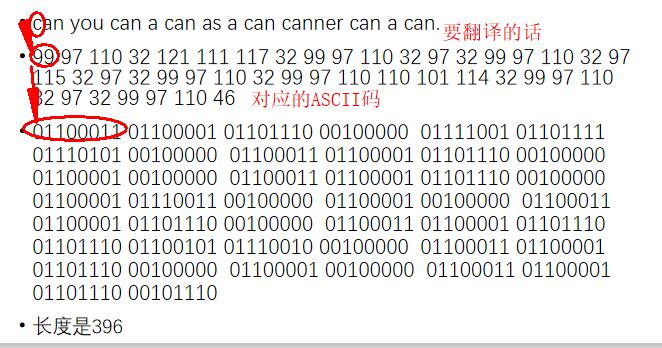 • can you can a can as a can canner can a can. 要翻译的话
• 99 97 110 32 121 111 117 32 99 97 110 32 97 32 99 97 110 32 97
115 32 97 32 99 97 110 32 99 97 110 110 101 114 32 99 97 110
32 97 32 99 97 110 46 对应的ASCII码
• 01100011 01100001 01101110 00100000 01111001 01101111
01110101 00100000 01100011 01100001 01101110 00100000
01100001 00100000 01100011 01100001 01101110 00100000
01100001 01110011 00100000 01100001 00100000 01100011
01100001 01101110 00100000 01100011 01100001 01101110
01101110 01100101 01110010 00100000 01100011 01100001
01101110 00100000 01100001 00100000 01100011 01100001
01101110 00101110
• 长度是396